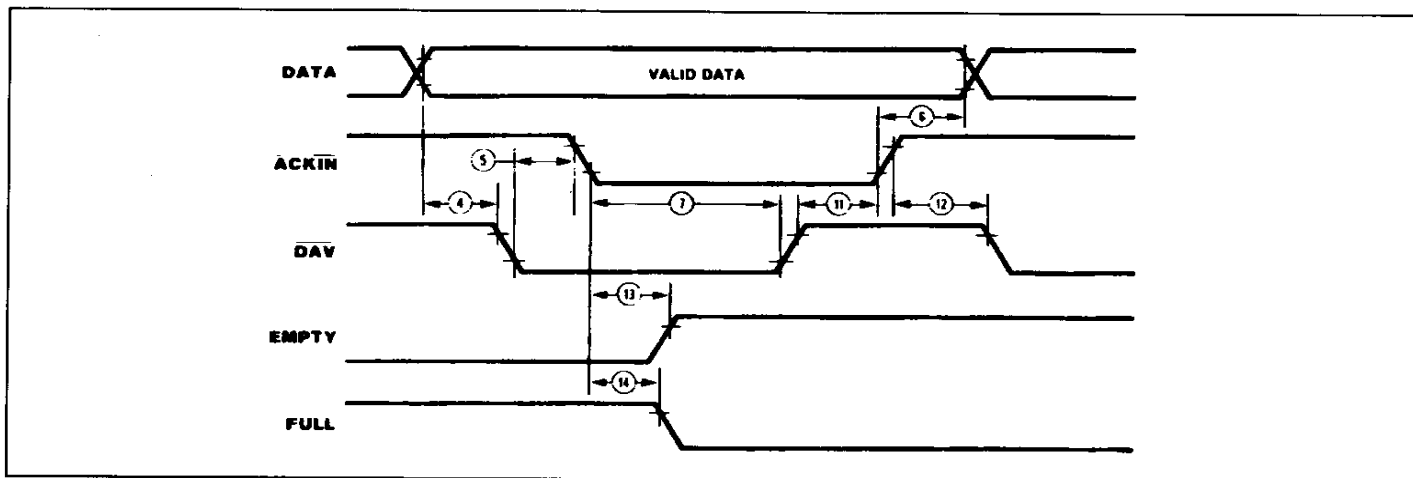 DATA VALID DATA
6
ACKIN
5
4 7 11 12
DAV
13
EMPTY
14
FULL